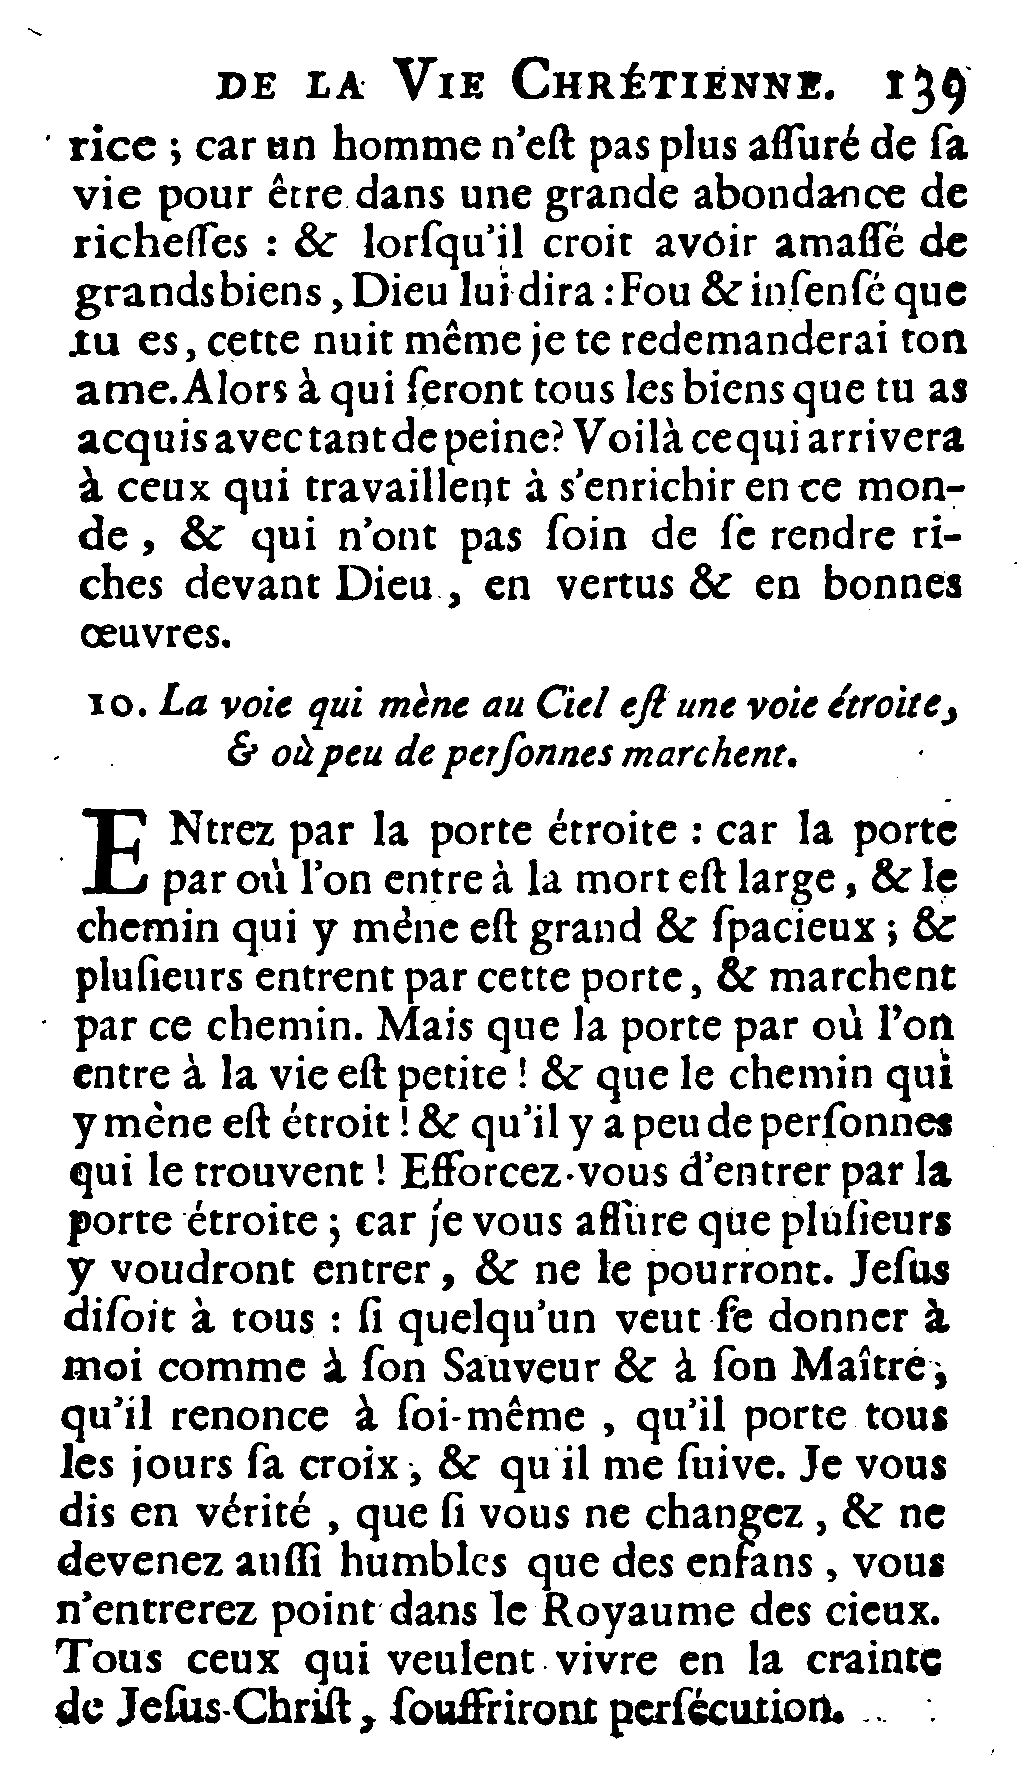 DE LA VIE CHRÉTIENNE. 139
rice ; car un homme n'eſt pas plus aſſuré de ſa
vie pour être dans une grande abondance de
richeſſes : & lorſqu'il croit avoir amaſſé de
grands biens , Dieu lui dira : Fou & inſenſé que
tu es , cette nuit même je te redemanderai ton
ame. Alors à qui ſeront tous les biens que tu as
acquis avec tant de peine? Voilà ce qui arrivera
à ceux qui travaillent à s'enrichir en ce mon-
de , & qui n'ont pas ſoin de ſe rendre ri-
ches devant Dieu , en vertus & en bonnes
œuvres.
10. La voie qui mène au Ciel eſt une voie étroite,
& où peu de perſonnes marchent.
ENtrez par la porte étroite : car la porte
par où l'on entre à la mort eſt large , & le
chemin qui y mène eſt grand & ſpacieux ; &
pluſieurs entrent par cette porte , & marchent
par ce chemin. Mais que la porte par où l'on
entre à la vie eſt petite ! & que le chemin qui
y mène eſt étroit ! & qu'il y a peu de perſonnes
qui le trouvent ! Efforcez-vous d'entrer par la
porte étroite ; car je vous aſſure que pluſieurs
y voudront entrer , & ne le pourront. Jeſus
diſoit à tous : ſi quelqu'un veut ſe donner à
moi comme à ſon Sauveur & à ſon Maître ,
qu'il renonce à ſoi-même , qu'il porte tous
les jours ſa croix , & qu'il me ſuive. Je vous
dis en vérité , que ſi vous ne changez , & ne
devenez auſſi humbles que des enfans , vous
n'entrerez point dans le Royaume des cieux.
Tous ceux qui veulent vivre en la crainte
de Jeſus-Chriſt , ſouffriront perſécution.